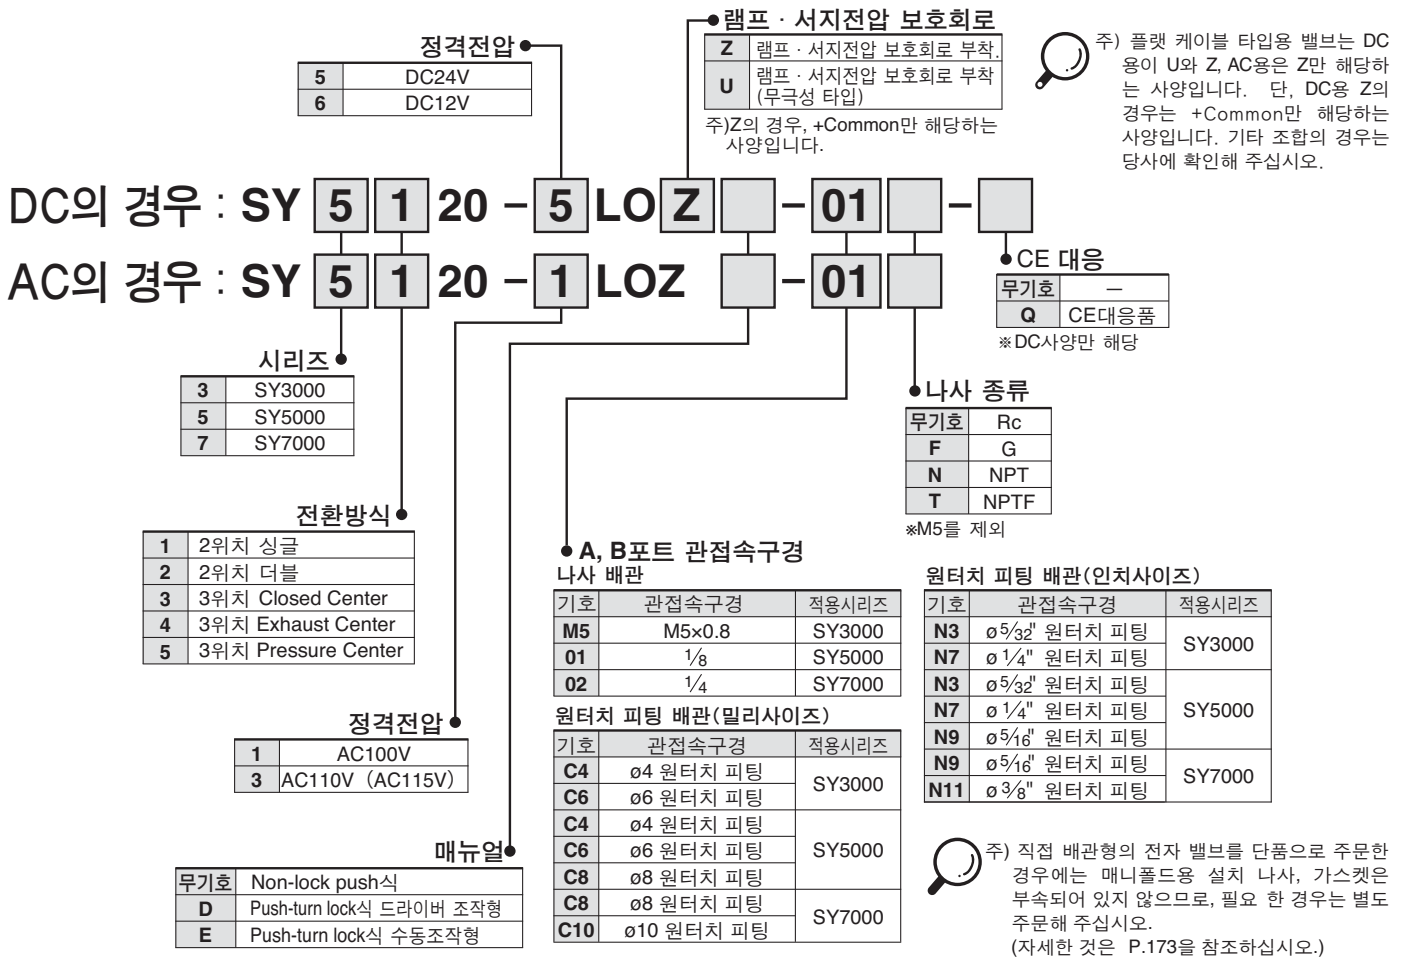 램프 · 서지전압 보호회로
Z 램프 · 서지전압 보호회로 부착.
U 램프 · 서지전압 보호회로 부착
(무극성 타입)
주)Z의 경우, +Common만 해당하는
사양입니다.
주) 플랫 케이블 타입용 밸브는 DC
용이 U와 Z, AC용은 Z만 해당하
는 사양입니다. 단, DC용 Z의
경우는 +Common만 해당하는
사양입니다. 기타 조합의 경우는
당사에 확인해 주십시오.
정격전압
5 DC24V
6 DC12V
DC의 경우 : SY 5 1 20 - 5 LO Z - 01 -
AC의 경우 : SY 5 1 20 - 1 LOZ - 01
CE 대응
무기호 —
Q CE대응품
※DC사양만 해당
시리즈
3 SY3000
5 SY5000
7 SY7000
나사 종류
무기호 Rc
F G
N NPT
T NPTF
※M5를 제외
전환방식
1 2위치 싱글
2 2위치 더블
3 3위치 Closed Center
4 3위치 Exhaust Center
5 3위치 Pressure Center
정격전압
1 AC100V
3 AC110V (AC115V)
매뉴얼
무기호 Non-lock push식
D Push-turn lock식 드라이버 조작형
E Push-turn lock식 수동조작형
A, B포트 관접속구경
나사 배관
기호 관접속구경 적용시리즈
M5 M5×0.8 SY3000
01 1/8 SY5000
02 1/4 SY7000
원터치 피팅 배관(밀리사이즈)
기호 관접속구경 적용시리즈
C4 ø4 원터치 피팅 SY3000
C6 ø6 원터치 피팅
C4 ø4 원터치 피팅 SY5000
C6 ø6 원터치 피팅
C8 ø8 원터치 피팅
C8 ø8 원터치 피팅 SY7000
C10 ø10 원터치 피팅
원터치 피팅 배관(인치사이즈)
기호 관접속구경 적용시리즈
N3 ø5/32" 원터치 피팅 SY3000
N7 ø1/4" 원터치 피팅
N3 ø5/32" 원터치 피팅 SY5000
N7 ø1/4" 원터치 피팅
N9 ø5/16" 원터치 피팅
N9 ø5/16" 원터치 피팅 SY7000
N11 ø3/8" 원터치 피팅
주) 직접 배관형의 전자 밸브를 단품으로 주문한
경우에는 매니폴드용 설치 나사, 가스켓은
부속되어 있지 않으므로, 필요 한 경우는 별도
주문해 주십시오.
(자세한 것은 P.173을 참조하십시오.)